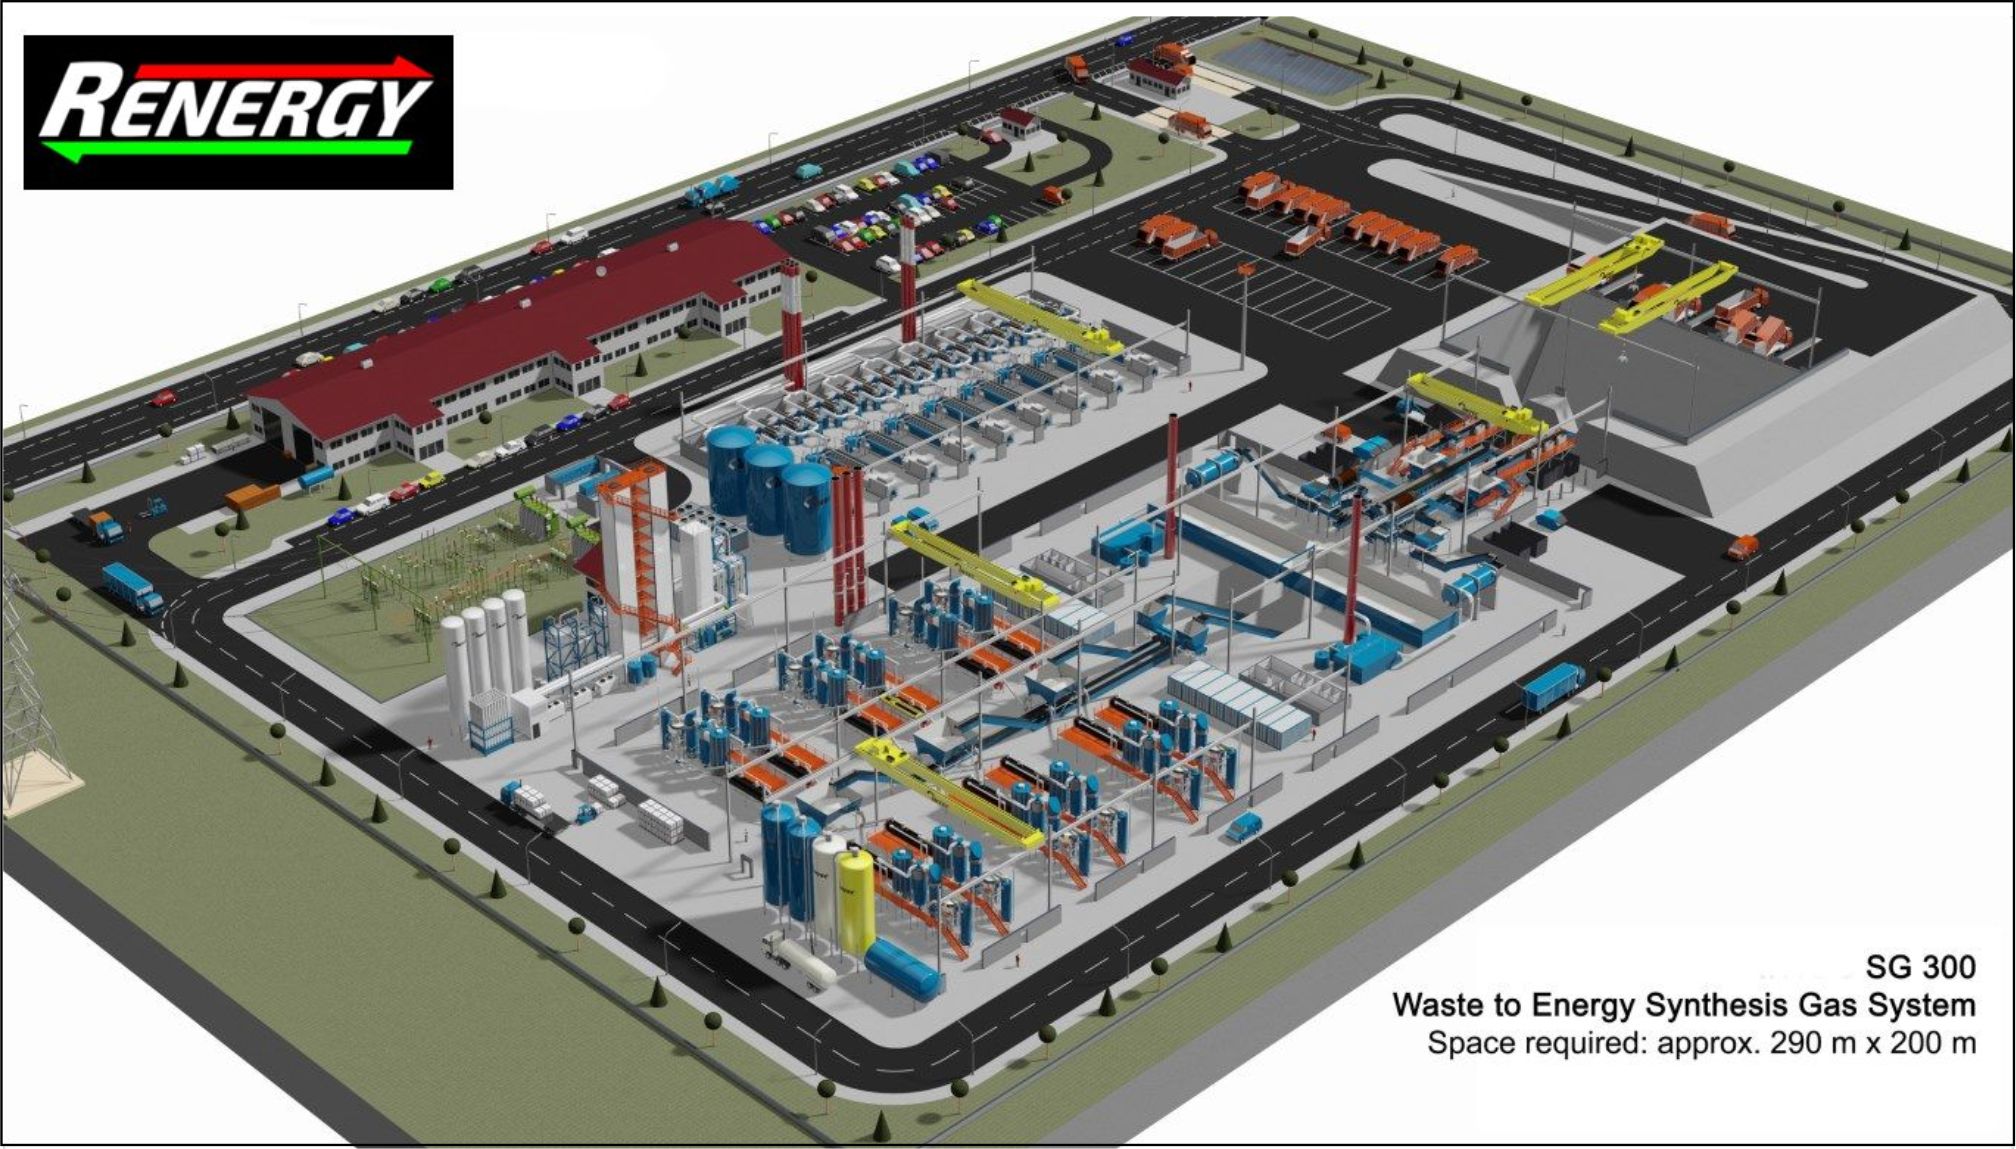 RENERGY
SG 300
Waste to Energy Synthesis Gas System
Space required: approx. 290 m x 200 m